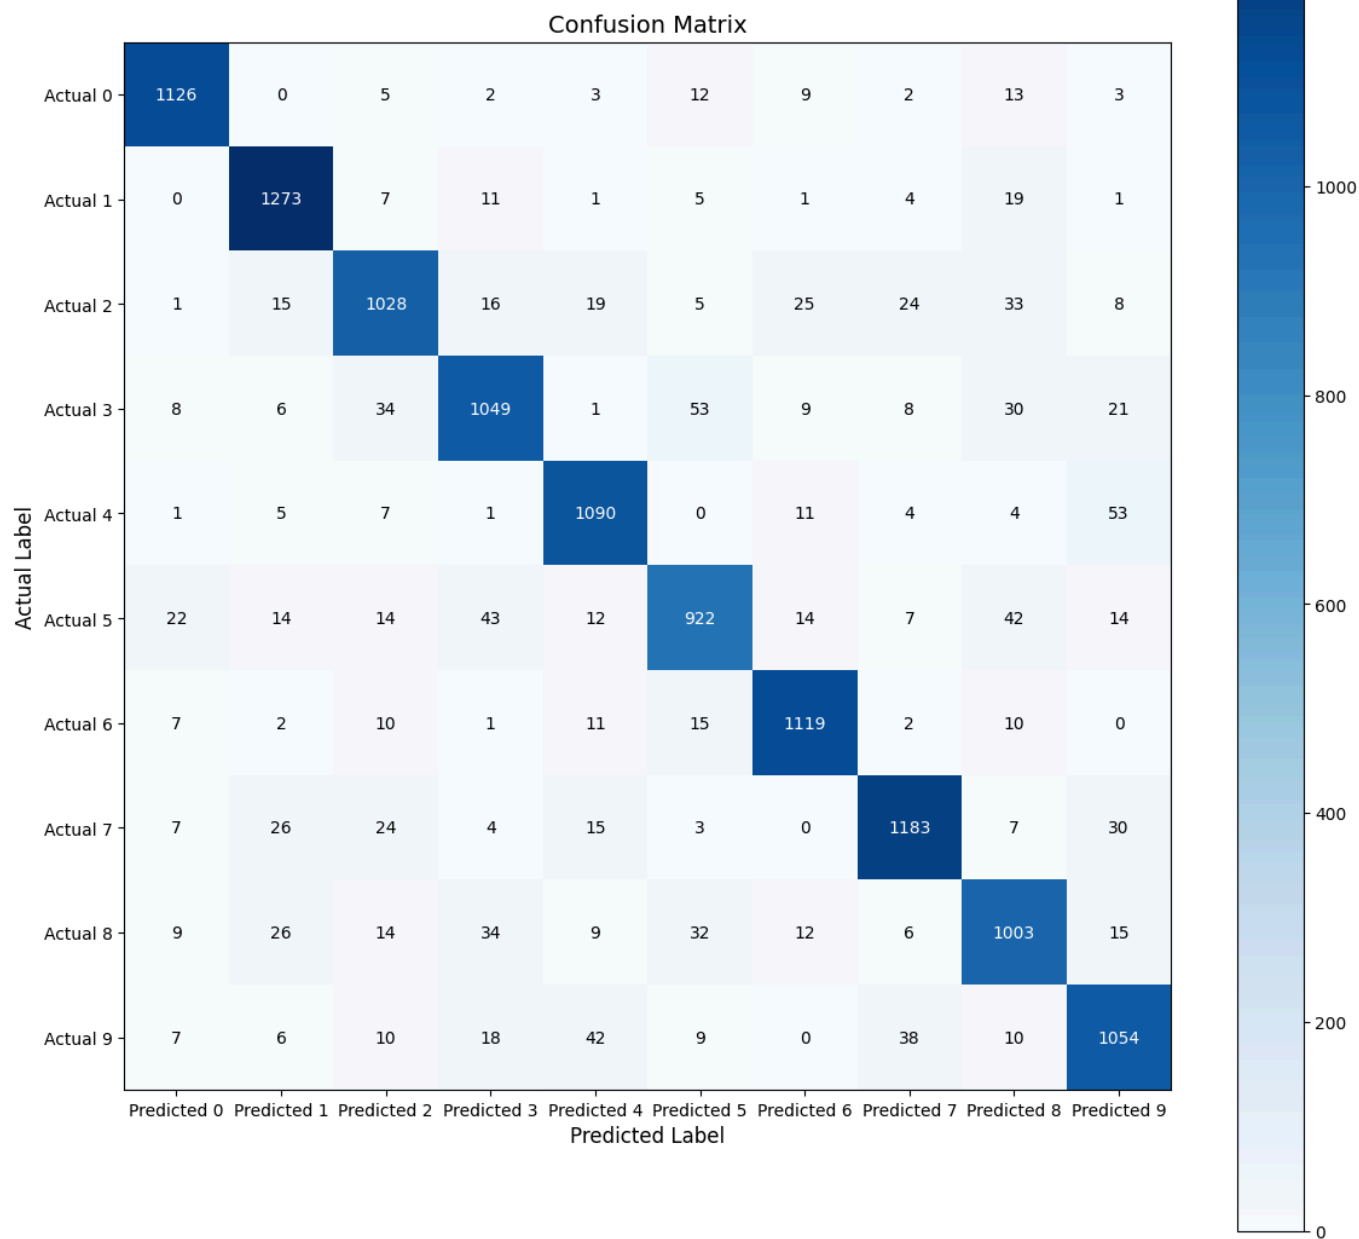 Confusion Matrix
Actual 0 1126 0 5 2 3 12 9 2 13 3
Actual 1 0 1273 7 11 1 5 1 4 19 1
Actual 2 1 15 1028 16 19 5 25 24 33 8
Actual 3 8 6 34 1049 1 53 9 8 30 21
Actual 4 1 5 7 1 1090 0 11 4 4 53
Actual 5 22 14 14 43 12 922 14 7 42 14
Actual 6 7 2 10 1 11 15 1119 2 10 0
Actual 7 7 26 24 4 15 3 0 1183 7 30
Actual 8 9 26 14 34 9 32 12 6 1003 15
Actual 9 7 6 10 18 42 9 0 38 10 1054
Predicted 0 Predicted 1 Predicted 2 Predicted 3 Predicted 4 Predicted 5 Predicted 6 Predicted 7 Predicted 8 Predicted 9
Predicted Label
Actual Label
1000
800
600
400
200
0